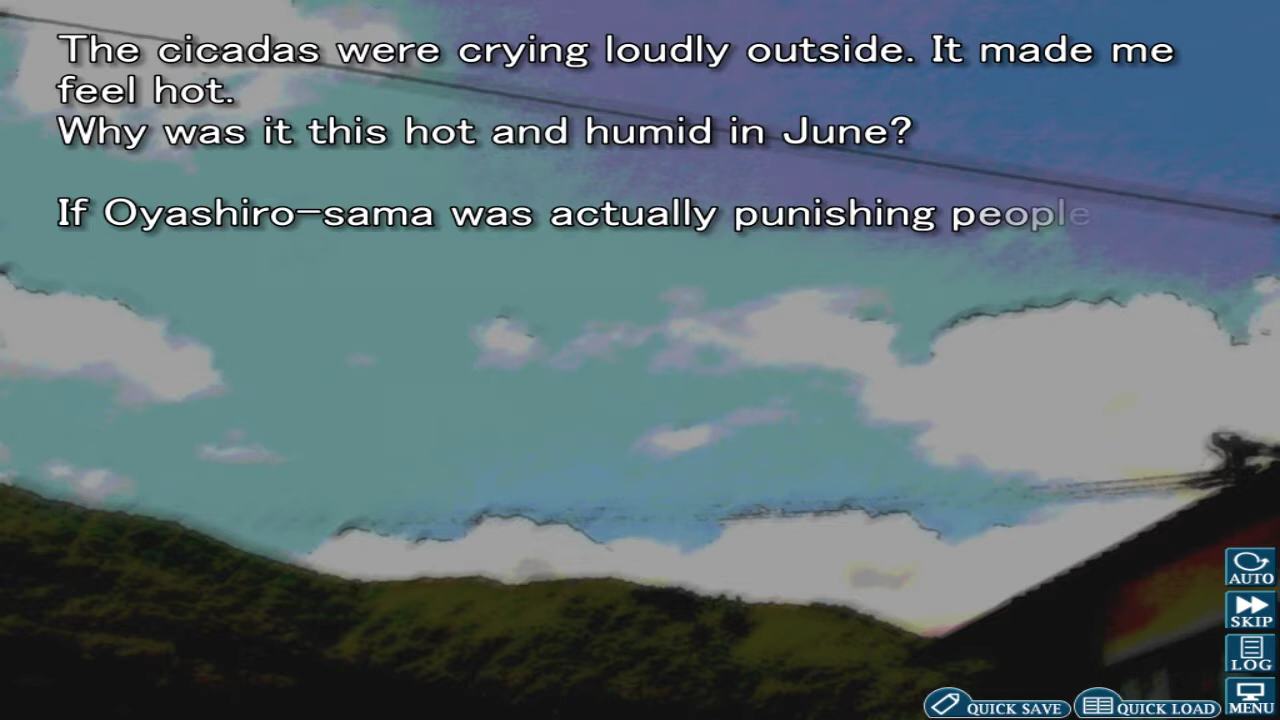 The cicadas were crying loudly outside. It made me
feel hot.
Why was it this hot and humid in June?
If Oyashiro-sama was actually punishing people
AUTO
SKIP
LOG
MENU
QUICK SAVE
QUICK LOAD